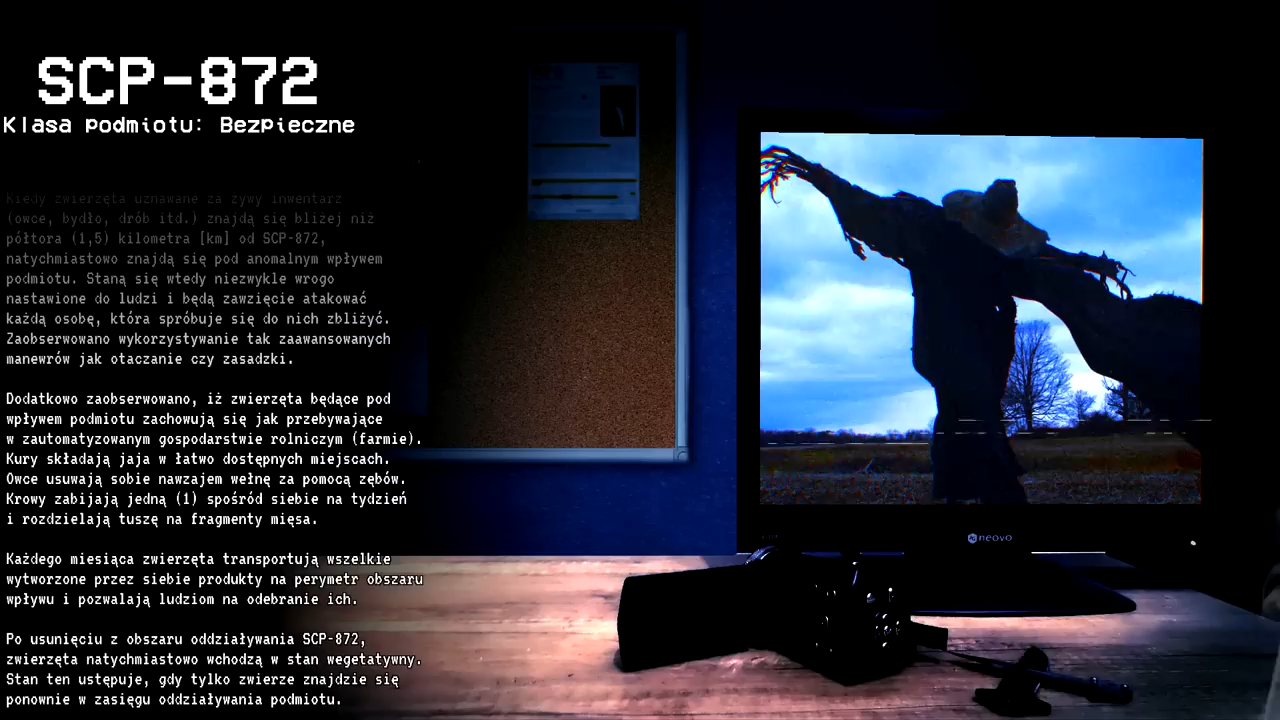 SCP-872
Klasa podmiotu: Bezpieczne
Kiedy zwierzęta uznawane za żywy inwentarz
(owce, bydło, drób itd.) znajdą się bliżej niż
półtora (1,5) kilometra [km] od SCP-872,
natychmiastowo znajdą się pod anomalnym wpływem
podmiotu. Staną się wtedy niezwykle wrogo
nastawione do ludzi i będą zawzięcie atakować
każdą osobę, która spróbuje się do nich zbliżyć.
Zaobserwowano wykorzystywanie tak zaawansowanych
manewrów jak otaczanie czy zasadzki.
Dodatkowo zaobserwowano, iż zwierzęta będące pod
wpływem podmiotu zachowują się jak przebywające
w zautomatyzowanym gospodarstwie rolniczym (farmie).
Kury składają jaja w łatwo dostępnych miejscach.
Owce usuwają sobie nawzajem wełnę za pomocą zębów.
Krowy zabijają jedną (1) spośród siebie na tydzień
i rozdzielają tuszę na fragmenty mięsa.
Każdego miesiąca zwierzęta transportują wszelkie
wytworzone przez siebie produkty na perymetr obszaru
wpływu i pozwalają ludziom na odebranie ich.
Po usunięciu z obszaru oddziaływania SCP-872,
zwierzęta natychmiastowo wchodzą w stan wegetatywny.
Stan ten ustępuje, gdy tylko zwierze znajdzie się
ponownie w zasięgu oddziaływania podmiotu.
neovo